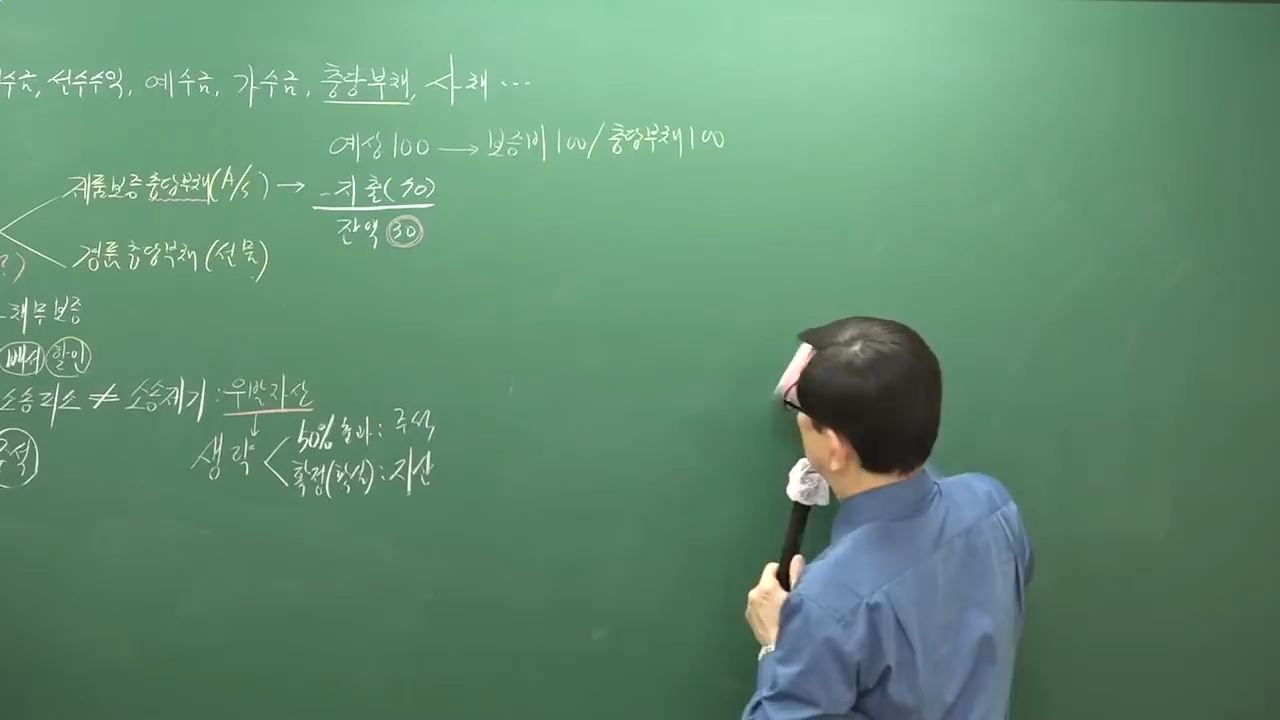 수금, 선수수익, 예수금, 가수금, 충당부채, 사채 ...
예상 100 → 보증비 100 / 충당부채 100
제품보증충당부채(A/S) → - 지출(
잔액 30
경품충당부채(선물)
?)
채무보증
배서 할인
소송피소 ≠ 소송제기 : 우발자산
생략 < 50% 초과 : 주석
확정(확실) : 자산